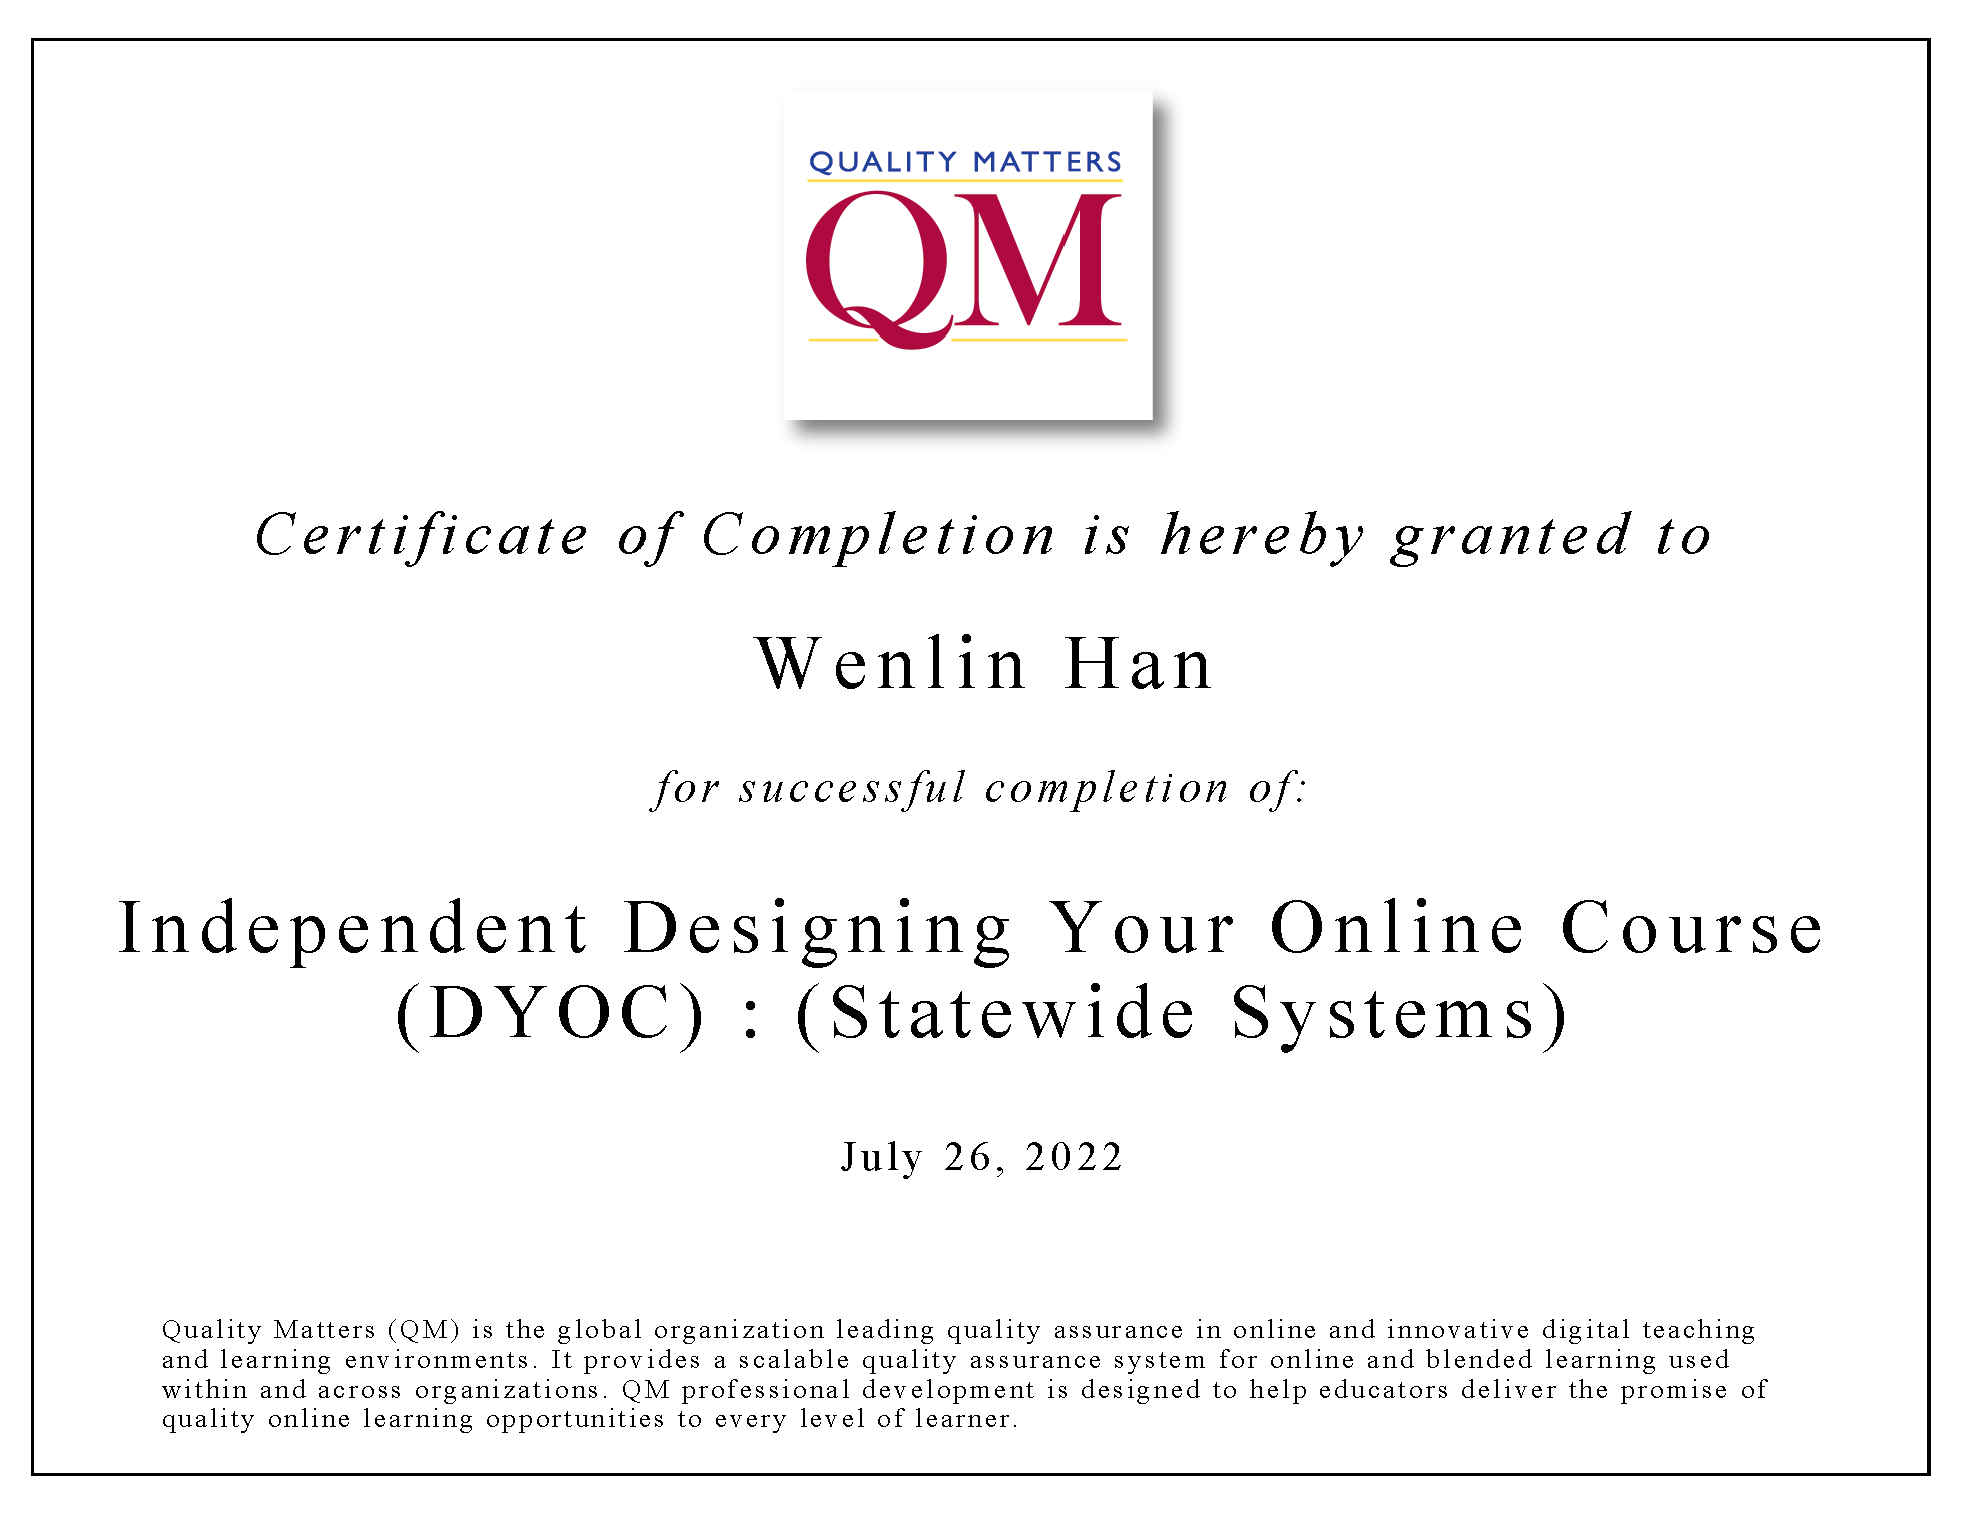 QUALITY MATTERS
QM
Certificate of Completion is hereby granted to
Wenlin Han
for successful completion of:
Independent Designing Your Online Course
(DYOC) : (Statewide Systems)
July 26, 2022
Quality Matters (QM) is the global organization leading quality assurance in online and innovative digital teaching
and learning environments. It provides a scalable quality assurance system for online and blended learning used
within and across organizations. QM professional development is designed to help educators deliver the promise of
quality online learning opportunities to every level of learner.